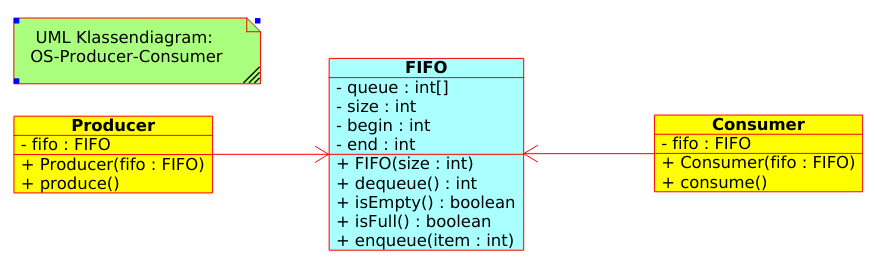 UML Klassendiagram:
OS-Producer-Consumer
Producer
- fifo : FIFO
+ Producer(fifo : FIFO)
+ produce()
FIFO
- queue : int[]
- size : int
- begin : int
- end : int
+ FIFO(size : int)
+ dequeue() : int
+ isEmpty() : boolean
+ isFull() : boolean
+ enqueue(item : int)
Consumer
- fifo : FIFO
+ Consumer(fifo : FIFO)
+ consume()